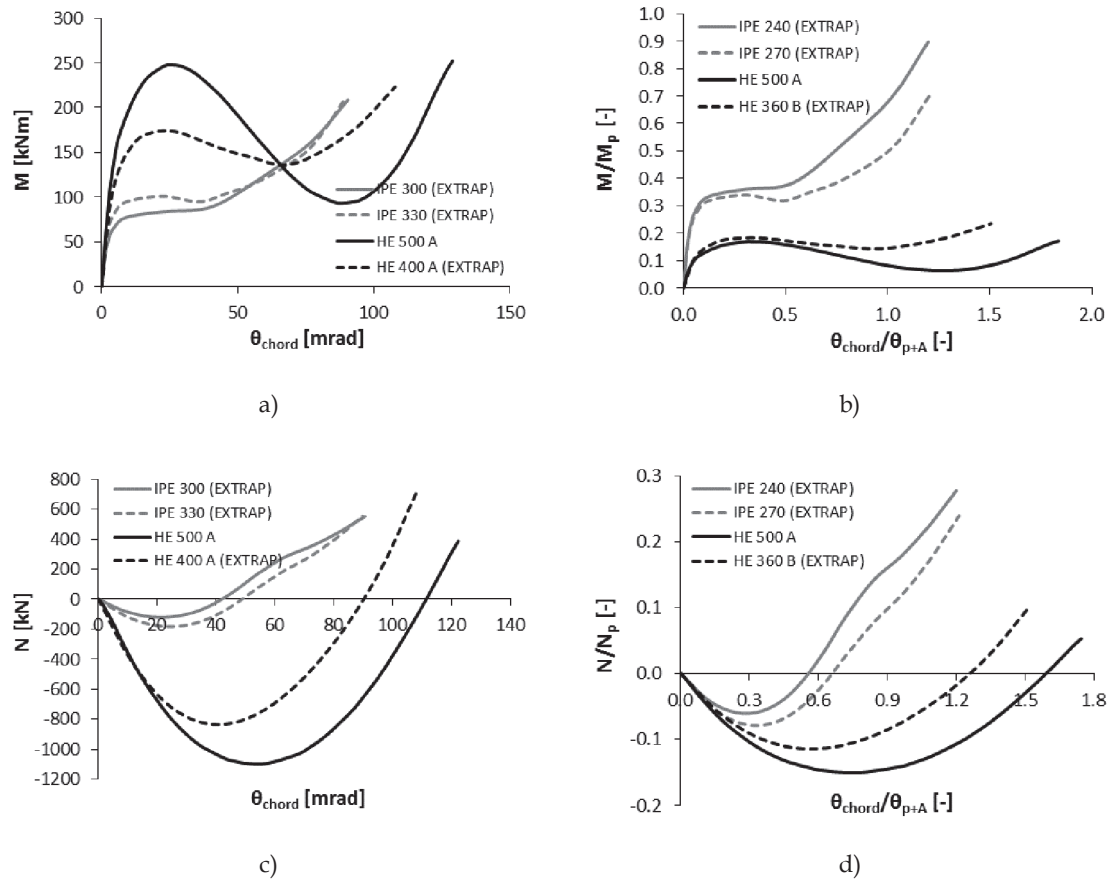 300
250
200
150
100
50
0
M [kNm]
0 50 100 150
θchord [mrad]
IPE 300 (EXTRAP)
IPE 330 (EXTRAP)
HE 500 A
HE 400 A (EXTRAP)
a)
1.0
0.9
0.8
0.7
0.6
0.5
0.4
0.3
0.2
0.1
0.0
M/Mp [-]
IPE 240 (EXTRAP)
IPE 270 (EXTRAP)
HE 500 A
HE 360 B (EXTRAP)
0.0 0.5 1.0 1.5 2.0
θchord/θp+A [-]
b)
800
600
400
200
0
-200
-400
-600
-800
-1000
-1200
N [kN]
IPE 300 (EXTRAP)
IPE 330 (EXTRAP)
HE 500 A
HE 400 A (EXTRAP)
0 20 40 60 80 100 120 140
θchord [mrad]
c)
0.3
0.2
0.1
0.0
-0.1
-0.2
N/Np [-]
IPE 240 (EXTRAP)
IPE 270 (EXTRAP)
HE 500 A
HE 360 B (EXTRAP)
0.0 0.3 0.6 0.9 1.2 1.5 1.8
θchord/θp+A [-]
d)